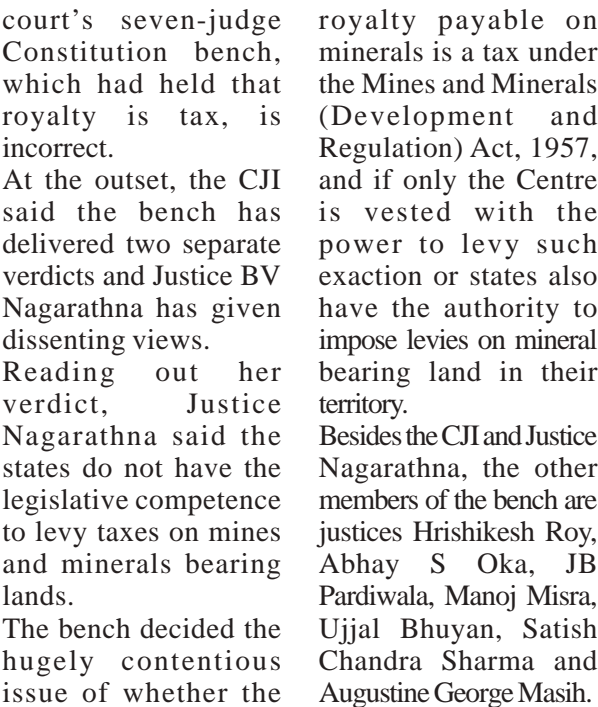 court's seven-judge
Constitution bench,
which had held that
royalty is tax, is
incorrect.
At the outset, the CJI
said the bench has
delivered two separate
verdicts and Justice BV
Nagarathna has given
dissenting views.
Reading out her
verdict, Justice
Nagarathna said the
states do not have the
legislative competence
to levy taxes on mines
and minerals bearing
lands.
The bench decided the
hugely contentious
issue of whether the
royalty payable on
minerals is a tax under
the Mines and Minerals
(Development and
Regulation) Act, 1957,
and if only the Centre
is vested with the
power to levy such
exaction or states also
have the authority to
impose levies on mineral
bearing land in their
territory.
Besides the CJI and Justice
Nagarathna, the other
members of the bench are
justices Hrishikesh Roy,
Abhay S Oka, JB
Pardiwala, Manoj Misra,
Ujjal Bhuyan, Satish
Chandra Sharma and
Augustine George Masih.